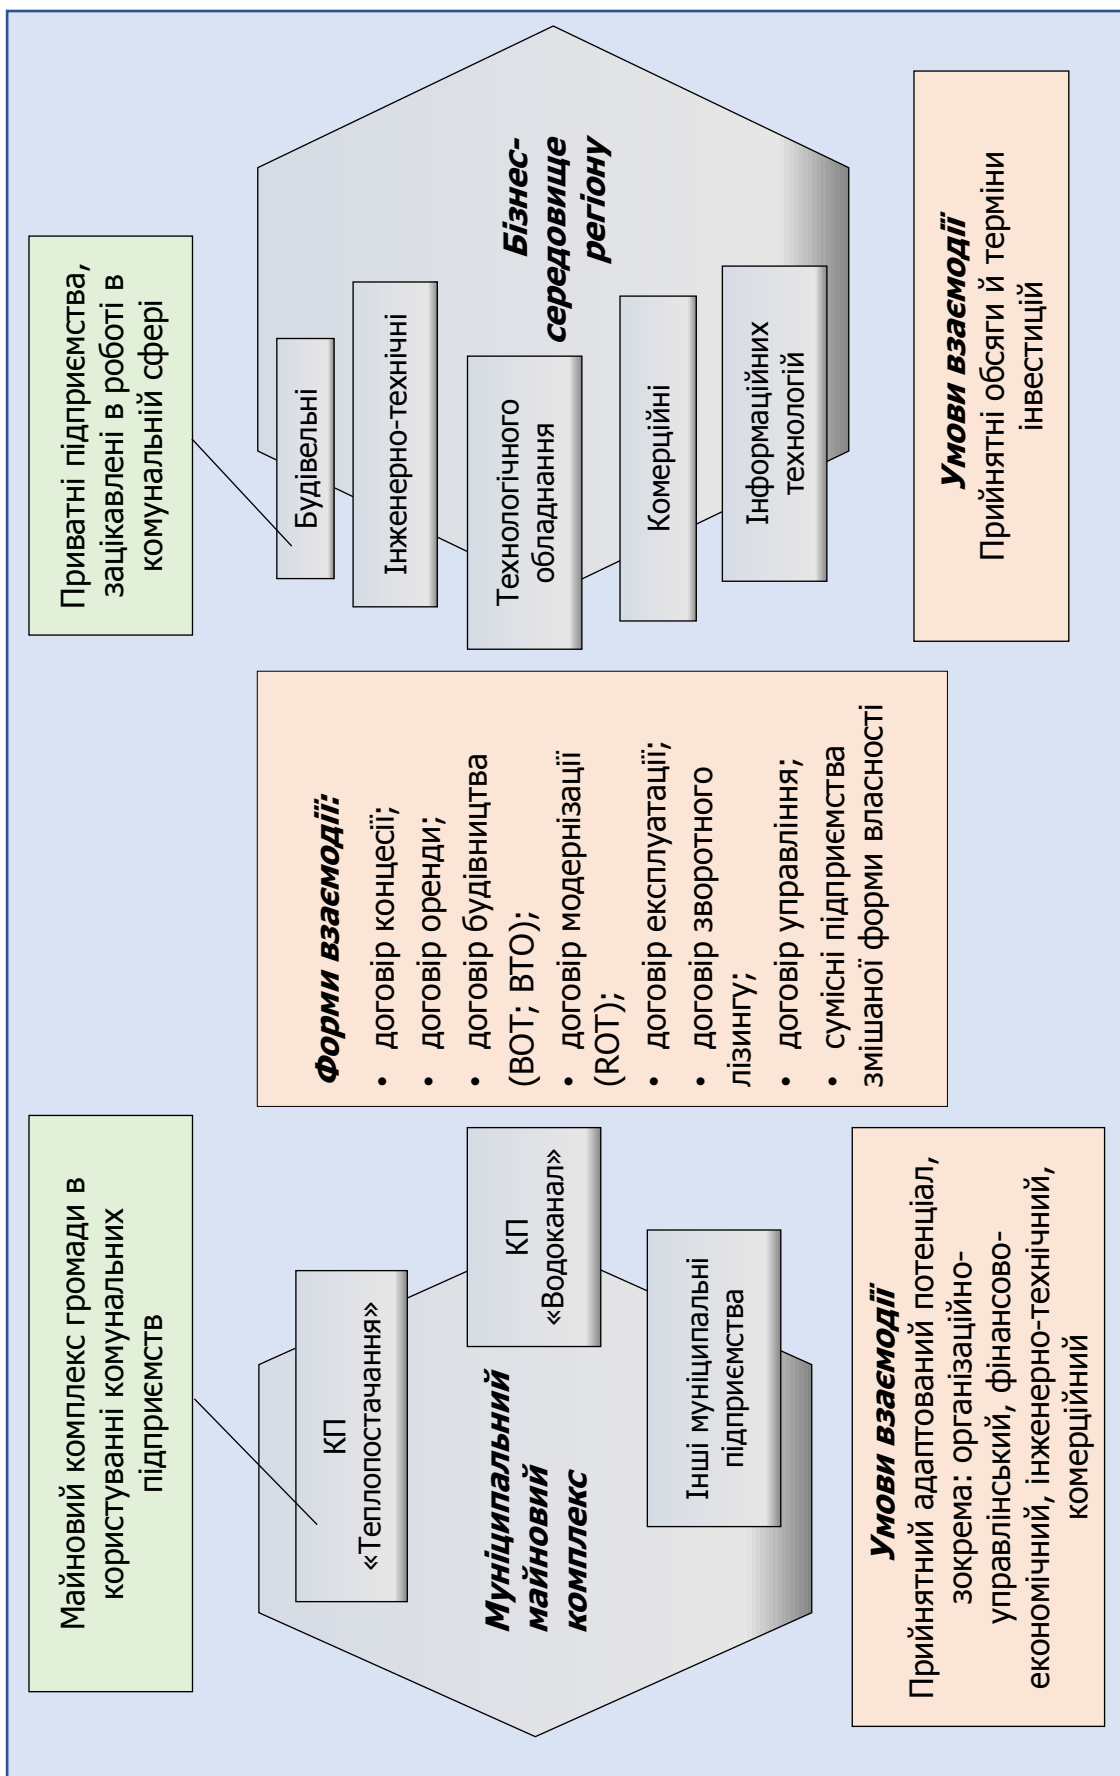 Майновий комплекс громади в
користуванні комунальних
підприємств
Приватні підприємства,
зацікавлені в роботі в
комунальній сфері
КП
«Теплопостачання»
КП
«Водоканал»
Інші муніципальні
підприємства
Муніципальний
майновий
комплекс
Форми взаємодії:
• договір концесії;
• договір оренди;
• договір будівництва
(BOT; BTO);
• договір модернізації
(ROT);
• договір експлуатації;
• договір зворотного
лізингу;
• договір управління;
• сумісні підприємства
змішаної форми власності
Будівельні
Інженерно-технічні
Технологічного
обладнання
Комерційні
Інформаційних
технологій
Бізнес-
середовище
регіону
Умови взаємодії
Прийнятний адаптований потенціал,
зокрема: організаційно-
управлінський, фінансово-
економічний, інженерно-технічний,
комерційний
Умови взаємодії
Прийнятні обсяги й терміни
інвестицій